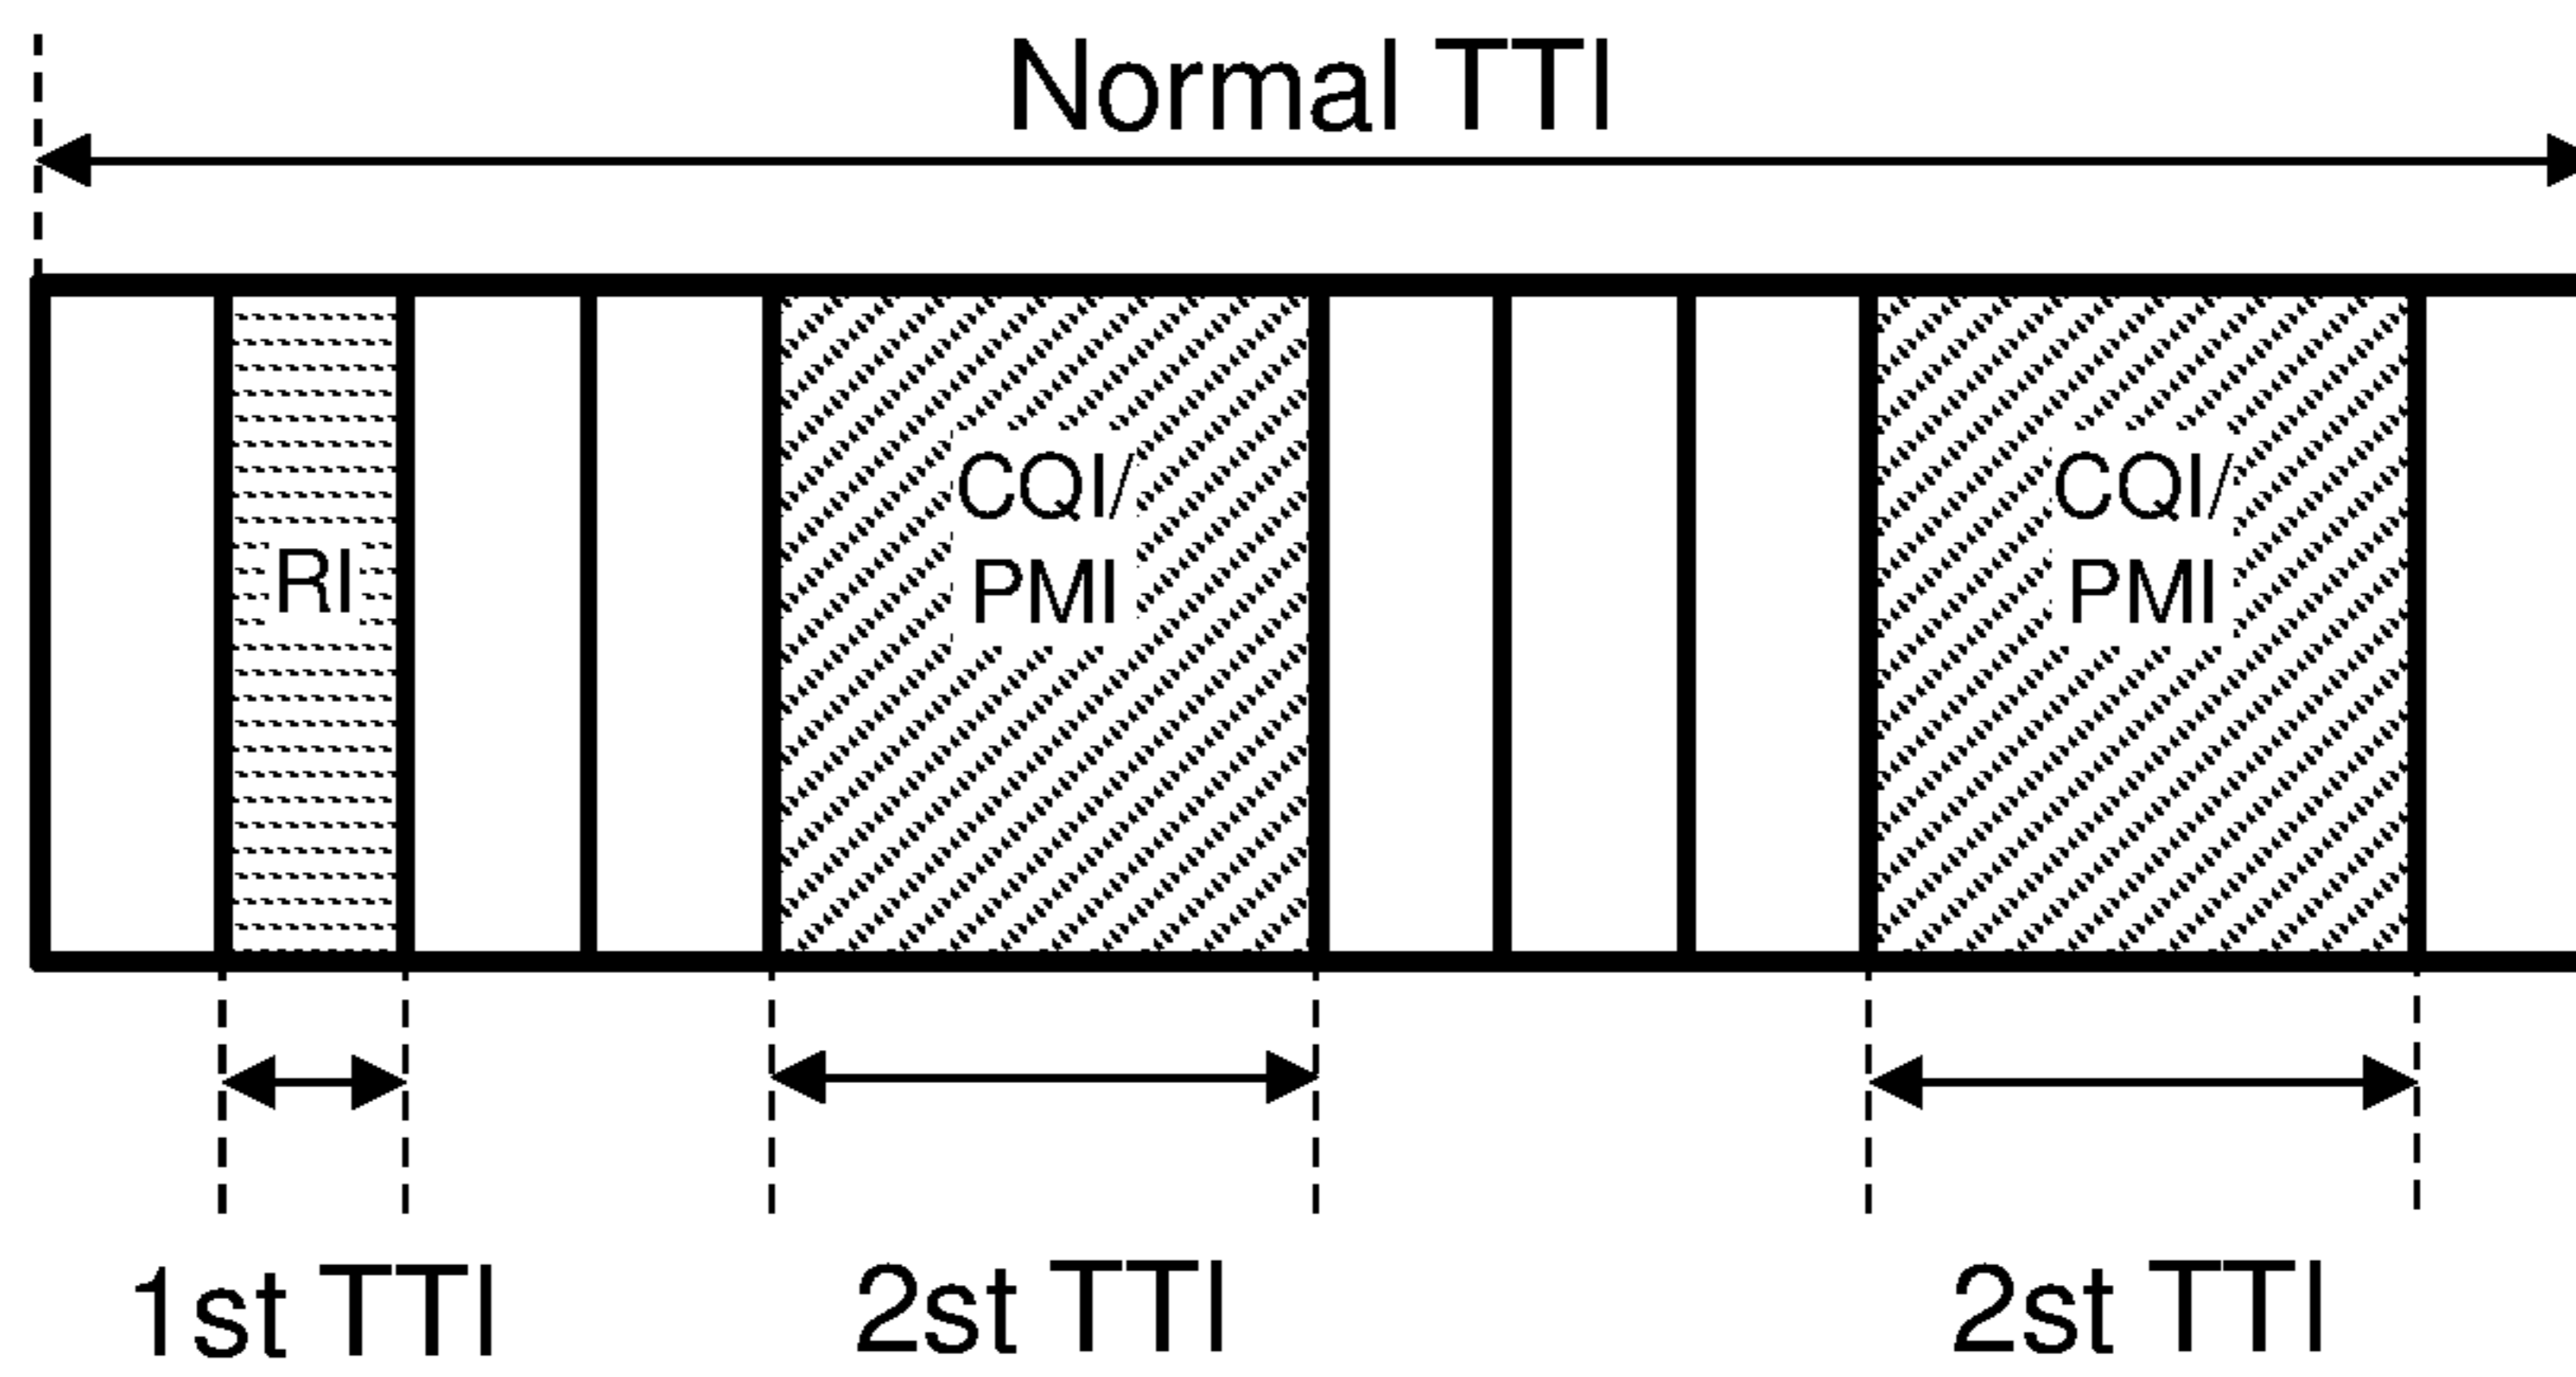 Normal TTI
RI
CQI/
PMI
CQI/
PMI
1st TTI
2st TTI
2st TTI